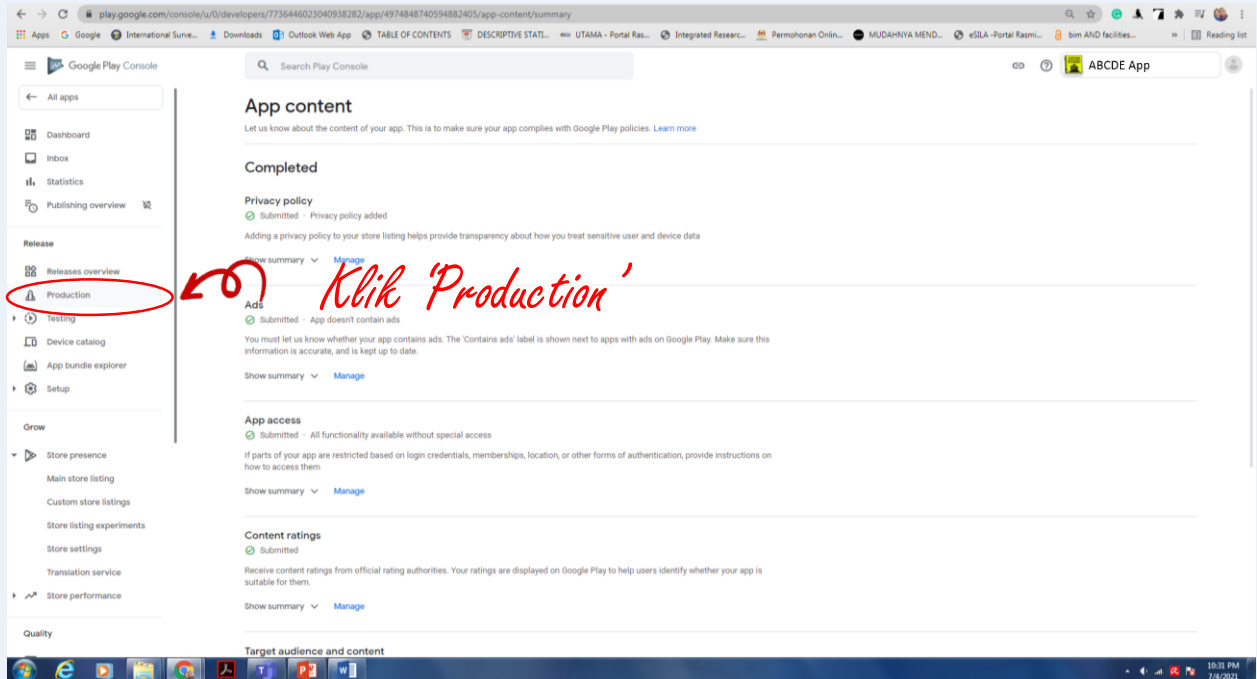 play.google.com/console/u/0/developers/7736446023040938282/app/4974848740594882405/app-content/summary
Apps Google International Surve... Downloads Outlook Web App TABLE OF CONTENTS DESCRIPTIVE STATI... UTAMA - Portal Ras... Integrated Researc... Permohonan Onlin... MUDAHNYA MEND... eSILA -Portal Rasmi... bim AND facilities... » Reading list
Google Play Console
Search Play Console
ABCDE App
All apps
Dashboard
Inbox
Statistics
Publishing overview
Release
Releases overview
Production
Testing
Device catalog
App bundle explorer
Setup
Grow
Store presence
Main store listing
Custom store listings
Store listing experiments
Store settings
Translation service
Store performance
Quality
App content
Let us know about the content of your app. This is to make sure your app complies with Google Play policies. Learn more
Completed
Privacy policy
Submitted · Privacy policy added
Adding a privacy policy to your store listing helps provide transparency about how you treat sensitive user and device data
Show summary Manage
Klik 'Production'
Ads
Submitted · App doesn't contain ads
You must let us know whether your app contains ads. The 'Contains ads' label is shown next to apps with ads on Google Play. Make sure this
information is accurate, and is kept up to date.
Show summary Manage
App access
Submitted · All functionality available without special access
If parts of your app are restricted based on login credentials, memberships, location, or other forms of authentication, provide instructions on
how to access them
Show summary Manage
Content ratings
Submitted
Receive content ratings from official rating authorities. Your ratings are displayed on Google Play to help users identify whether your app is
suitable for them.
Show summary Manage
Target audience and content
10:31 PM
7/4/2021